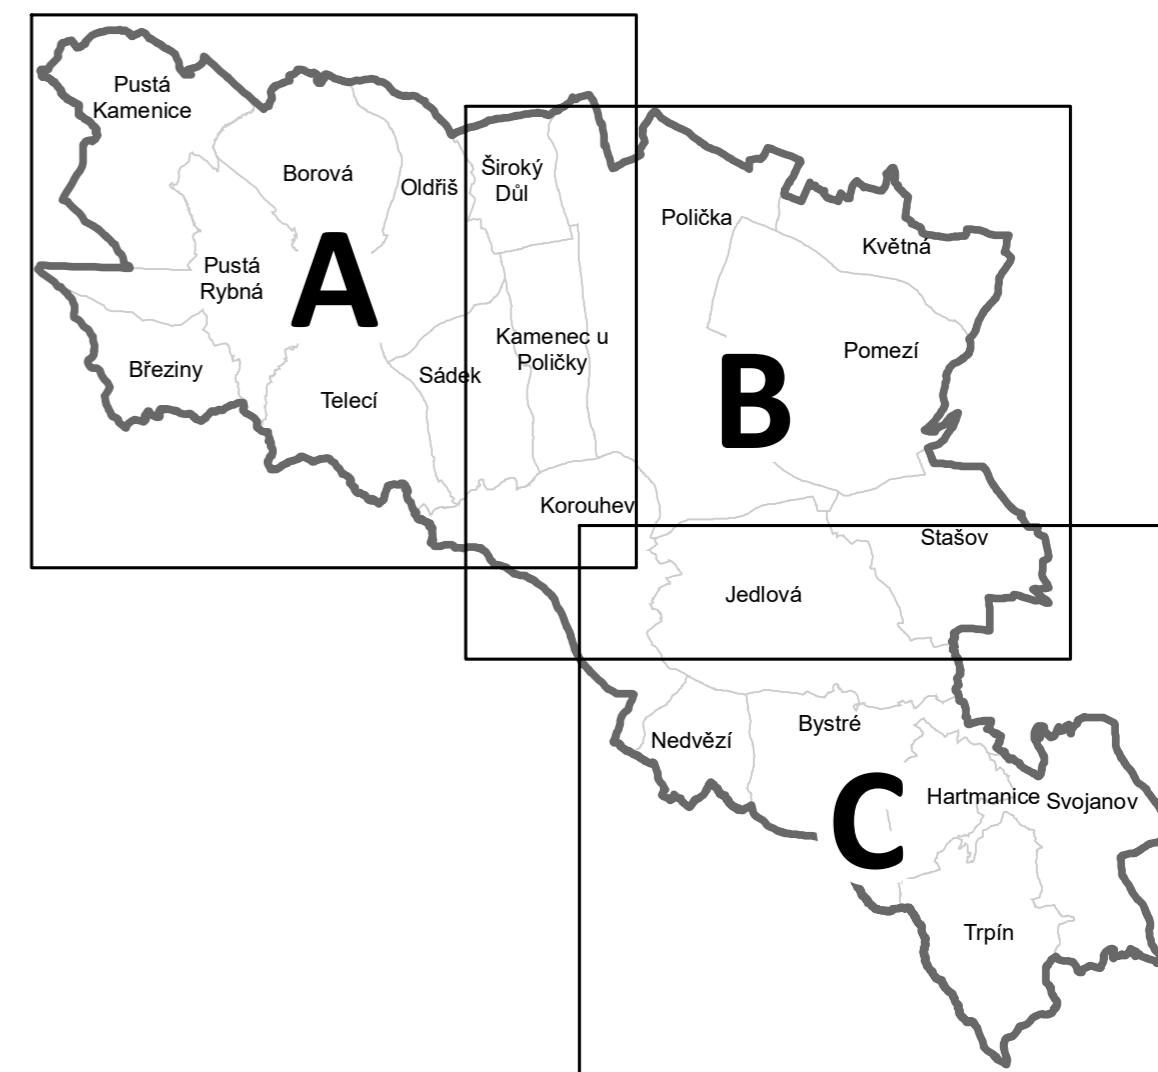 Pustá
Kamenice
Borová
Oldřiš
Široký
Důl
Polička
Květná
Pustá
Rybná
A
Kamenec u
Poličky
Pomezí
Březiny
Sádek
Telecí
B
Korouhev
Stašov
Jedlová
Nedvězí
Bystré
Hartmanice
Svojanov
C
Trpín